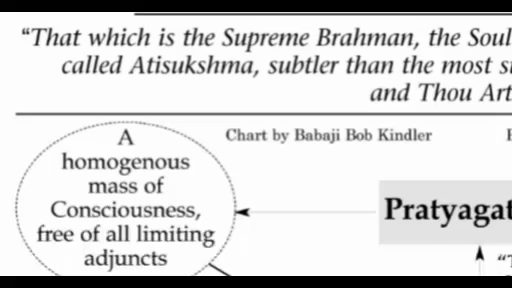 “That which is the Supreme Brahman, the Soul
called Atisukshma, subtler than the most
and Thou Art
Chart by Babaji Bob Kindler
A
homogenous
mass of
Consciousness,
free of all limiting
adjuncts
Pratyagat